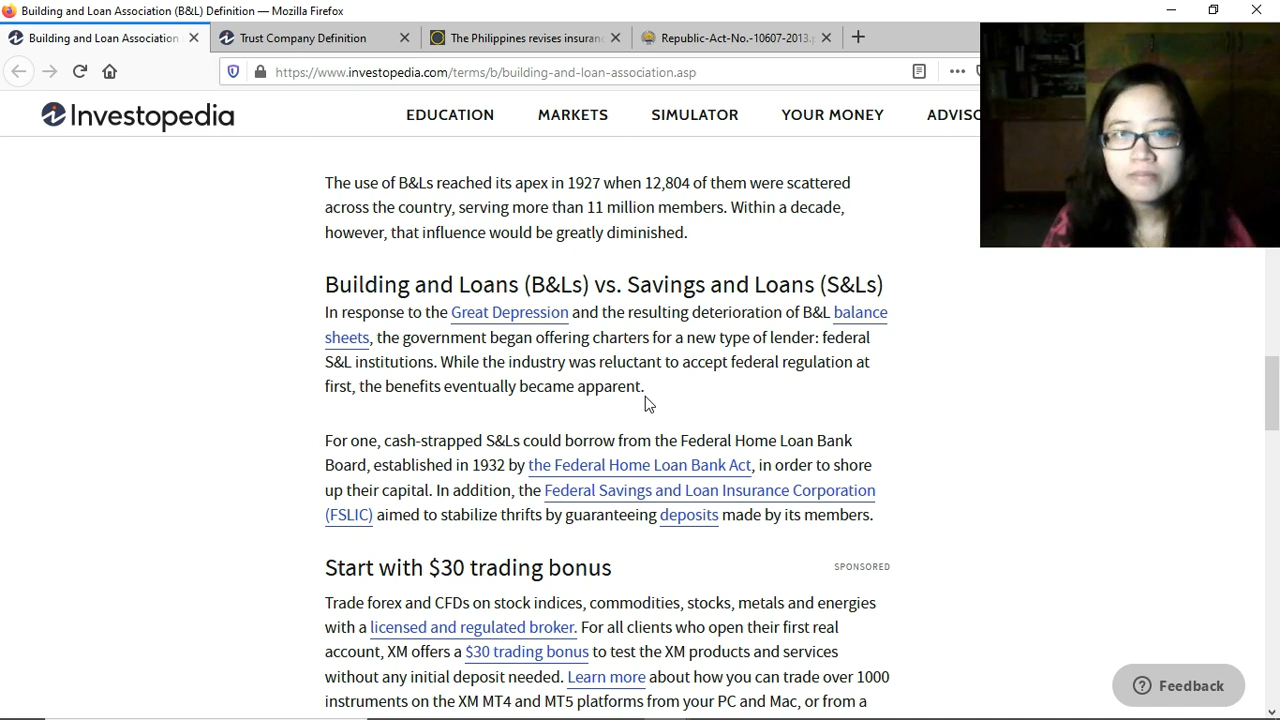 Building and Loan Association (B&L) Definition — Mozilla Firefox
Building and Loan Association
Trust Company Definition
The Philippines revises insuran
Republic-Act-No.-10607-2013.p
https://www.investopedia.com/terms/b/building-and-loan-association.asp
Investopedia
EDUCATION MARKETS SIMULATOR YOUR MONEY
The use of B&Ls reached its apex in 1927 when 12,804 of them were scattered
across the country, serving more than 11 million members. Within a decade,
however, that influence would be greatly diminished.
Building and Loans (B&Ls) vs. Savings and Loans (S&Ls)
In response to the Great Depression and the resulting deterioration of B&L balance
sheets, the government began offering charters for a new type of lender: federal
S&L institutions. While the industry was reluctant to accept federal regulation at
first, the benefits eventually became apparent.
For one, cash-strapped S&Ls could borrow from the Federal Home Loan Bank
Board, established in 1932 by the Federal Home Loan Bank Act, in order to shore
up their capital. In addition, the Federal Savings and Loan Insurance Corporation
(FSLIC) aimed to stabilize thrifts by guaranteeing deposits made by its members.
Start with $30 trading bonus
SPONSORED
Trade forex and CFDs on stock indices, commodities, stocks, metals and energies
with a licensed and regulated broker. For all clients who open their first real
account, XM offers a $30 trading bonus to test the XM products and services
without any initial deposit needed. Learn more about how you can trade over 1000
instruments on the XM MT4 and MT5 platforms from your PC and Mac, or from a
Feedback